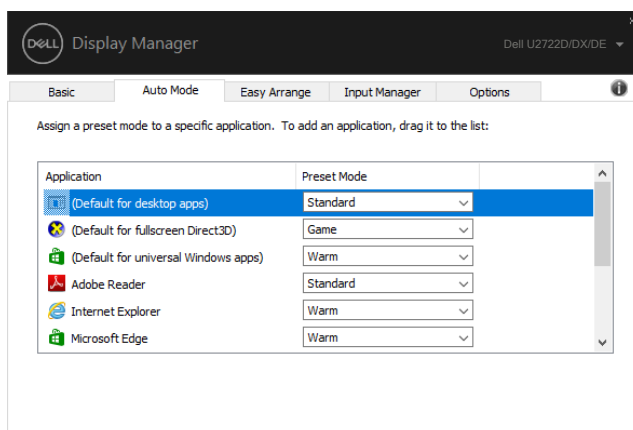 DELL Display Manager Dell U2722D/DX/DE
Basic Auto Mode Easy Arrange Input Manager Options
Assign a preset mode to a specific application. To add an application, drag it to the list:
Application Preset Mode
(Default for desktop apps) Standard
(Default for fullscreen Direct3D) Game
(Default for universal Windows apps) Warm
Adobe Reader Standard
Internet Explorer Warm
Microsoft Edge Warm